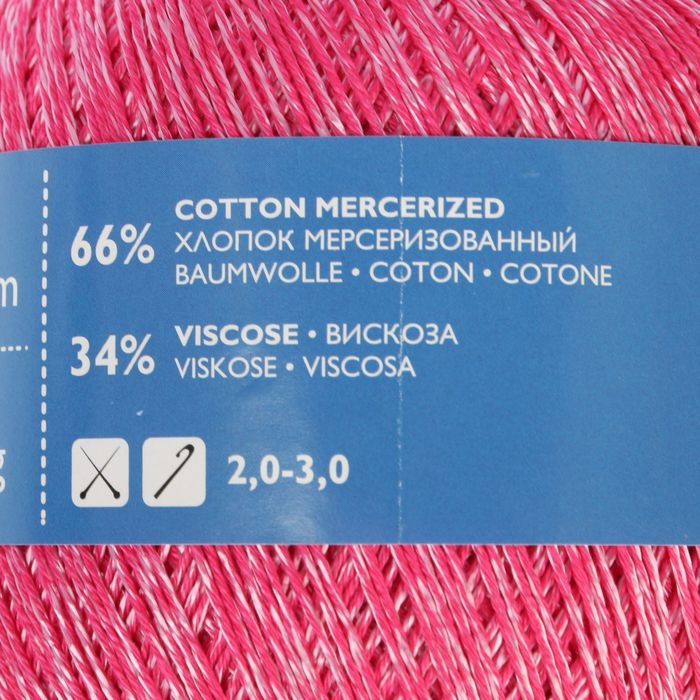 66%
COTTON MERCERIZED
ХЛОПОК МЕРСЕРИЗОВАННЫЙ
BAUMWOLLE • COTON • COTONE
m
34%
VISCOSE • ВИСКОЗА
VISKOSE • VISCOSA
g
2,0-3,0